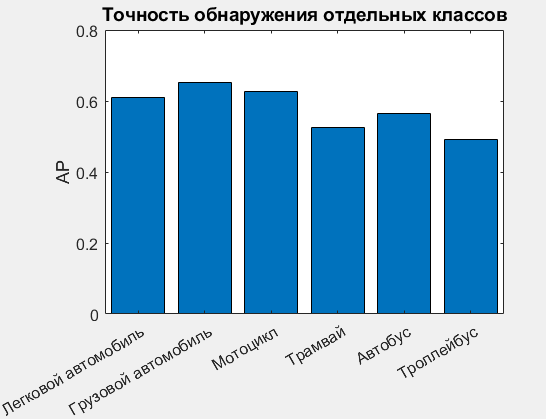 Точность обнаружения отдельных классов
0.8
0.6
0.4
0.2
0
AP
Легковой автомобиль
Грузовой автомобиль
Мотоцикл
Трамвай
Автобус
Троллейбус